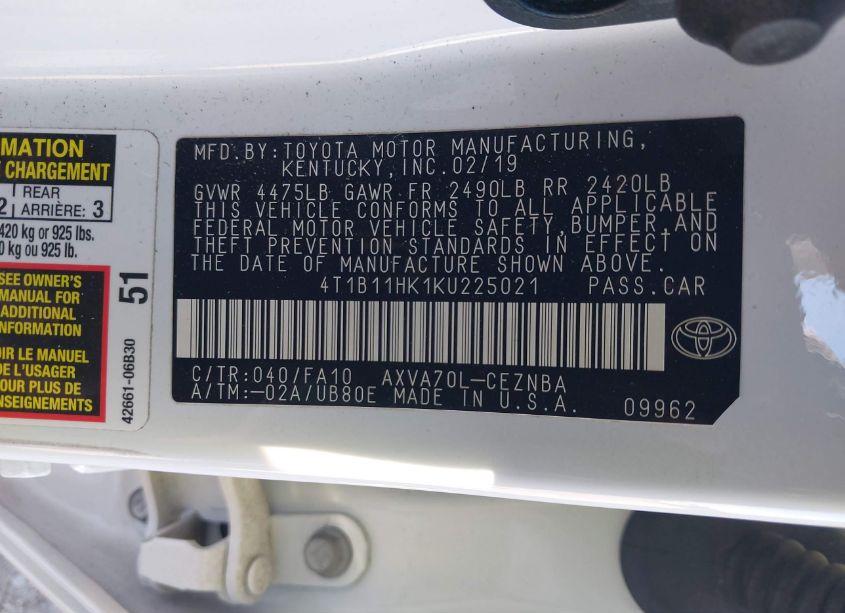 MATION
CHARGEMENT
REAR
2 ARRIÈRE: 3
420 kg or 925 lbs.
0 kg ou 925 lb.
SEE OWNER'S
MANUAL FOR
ADDITIONAL
INFORMATION
OIR LE MANUEL
POUR PLUS DE
ENSEIGNEMENTS
51
42661-06B30
MFD.BY:TOYOTA MOTOR MANUFACTURING,
KENTUCKY,INC.02/19
GVWR 4475LB GAWR FR 2490LB RR 2420LB
THIS VEHICLE CONFORMS TO ALL APPLICABLE
FEDERAL MOTOR VEHICLE SAFETY,BUMPER,AND
THEFT PREVENTION STANDARDS IN EFFECT ON
THE DATE OF MANUFACTURE SHOWN ABOVE.
4T1B11HK1KU225021 PASS.CAR
C/TR:040/FA10 AXVA70L-CEZNBA
A/TM:-02A/UB80E MADE IN U.S.A.
09962